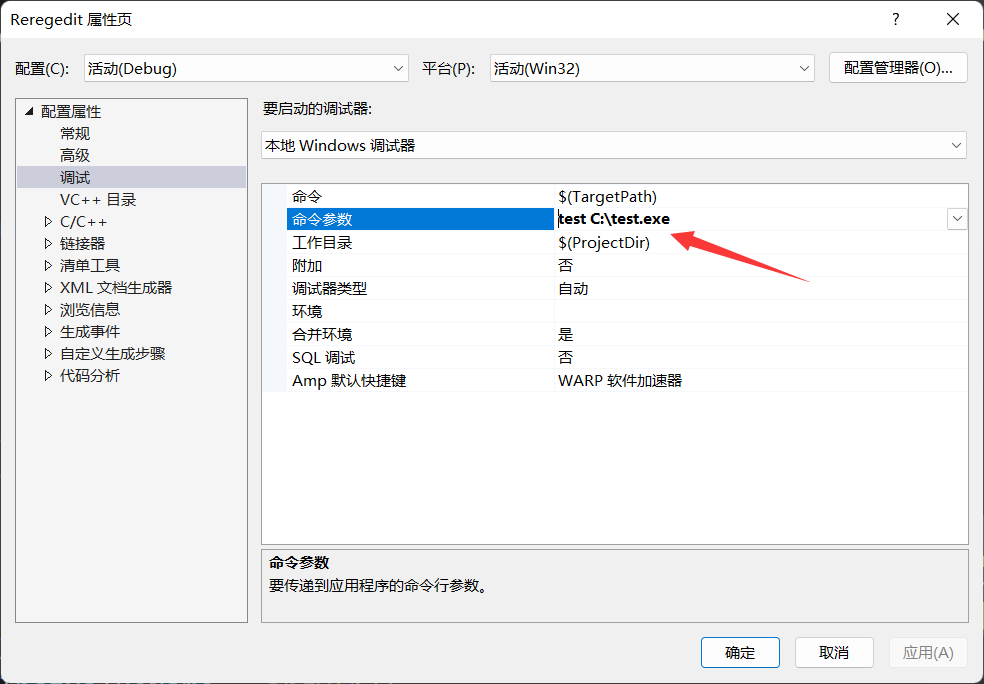 Reregedit 属性页
?
配置(C):
活动(Debug)
平台(P):
活动(Win32)
配置管理器(O)...
配置属性
常规
高级
调试
VC++ 目录
C/C++
链接器
清单工具
XML 文档生成器
浏览信息
生成事件
自定义生成步骤
代码分析
要启动的调试器:
本地 Windows 调试器
命令 $(TargetPath)
命令参数 test C:\test.exe
工作目录 $(ProjectDir)
附加 否
调试器类型 自动
环境
合并环境 是
SQL 调试 否
Amp 默认快捷键 WARP 软件加速器
命令参数
要传递到应用程序的命令行参数。
确定
取消
应用(A)